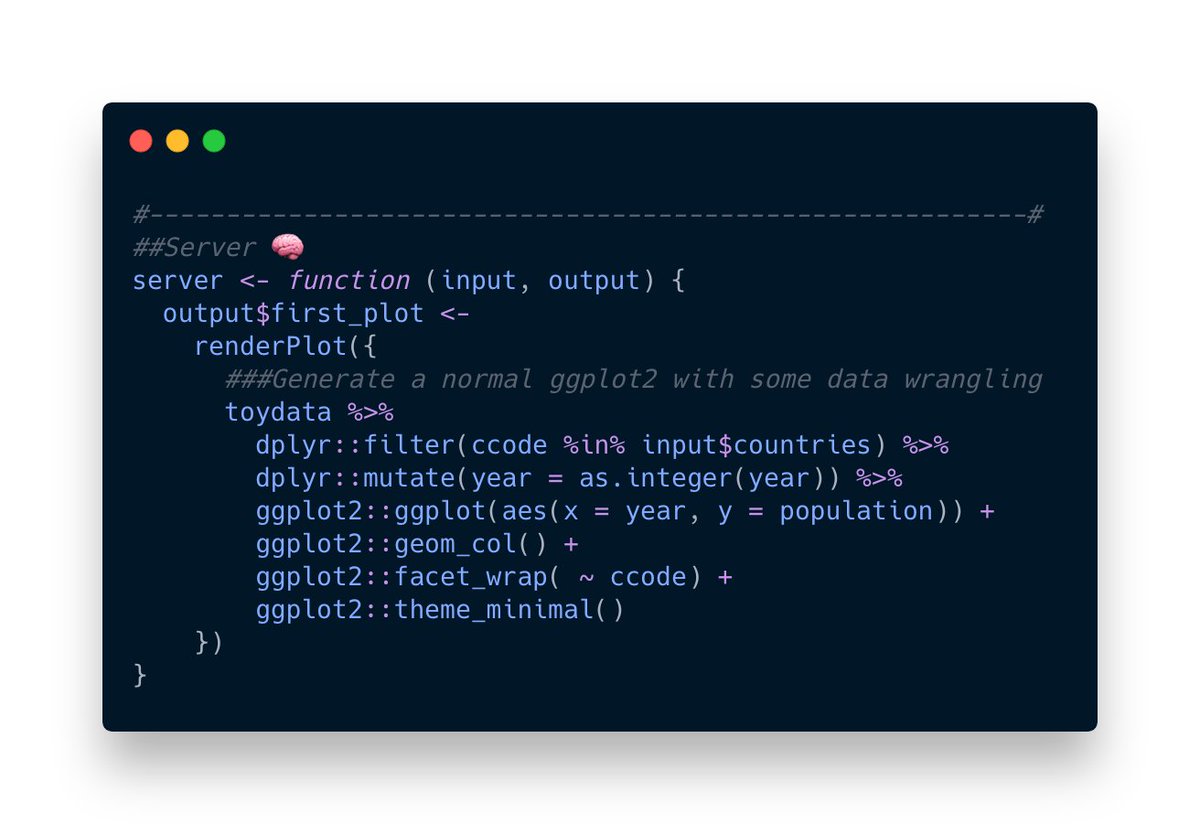 #---------------------------------------------------------#
##Server 🧠
server <- function (input, output) {
  output$first_plot <-
    renderPlot({
      ###Generate a normal ggplot2 with some data wrangling
      toydata %>%
        dplyr::filter(ccode %in% input$countries) %>%
        dplyr::mutate(year = as.integer(year)) %>%
        ggplot2::ggplot(aes(x = year, y = population)) +
        ggplot2::geom_col() +
        ggplot2::facet_wrap( ~ ccode) +
        ggplot2::theme_minimal()
    })
}